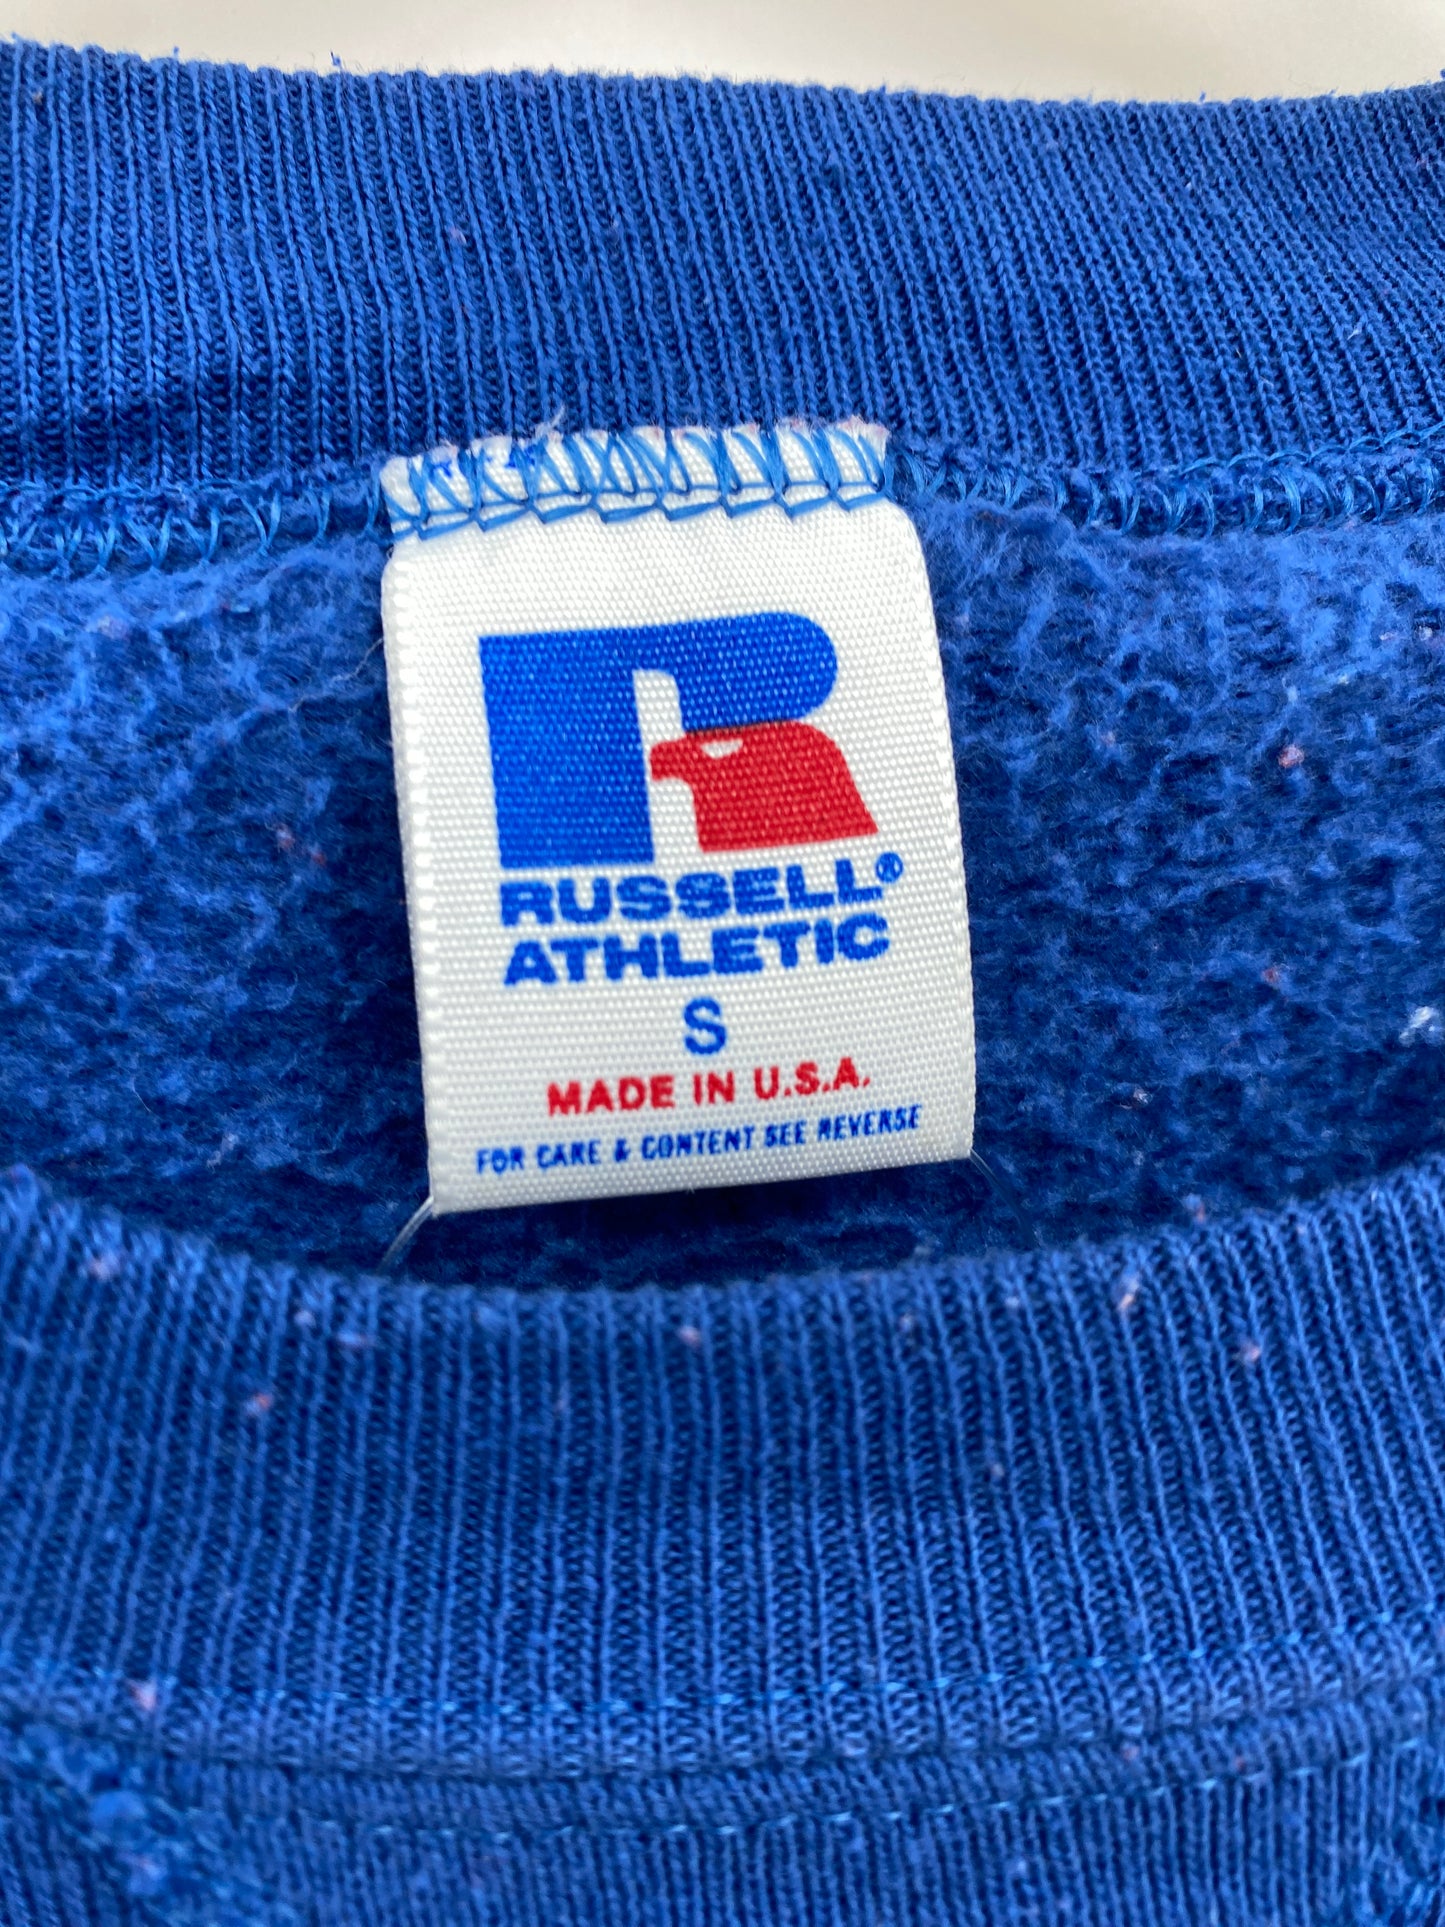 R
RUSSELL®
ATHLETIC
S
MADE IN U.S.A.
FOR CARE & CONTENT SEE REVERSE